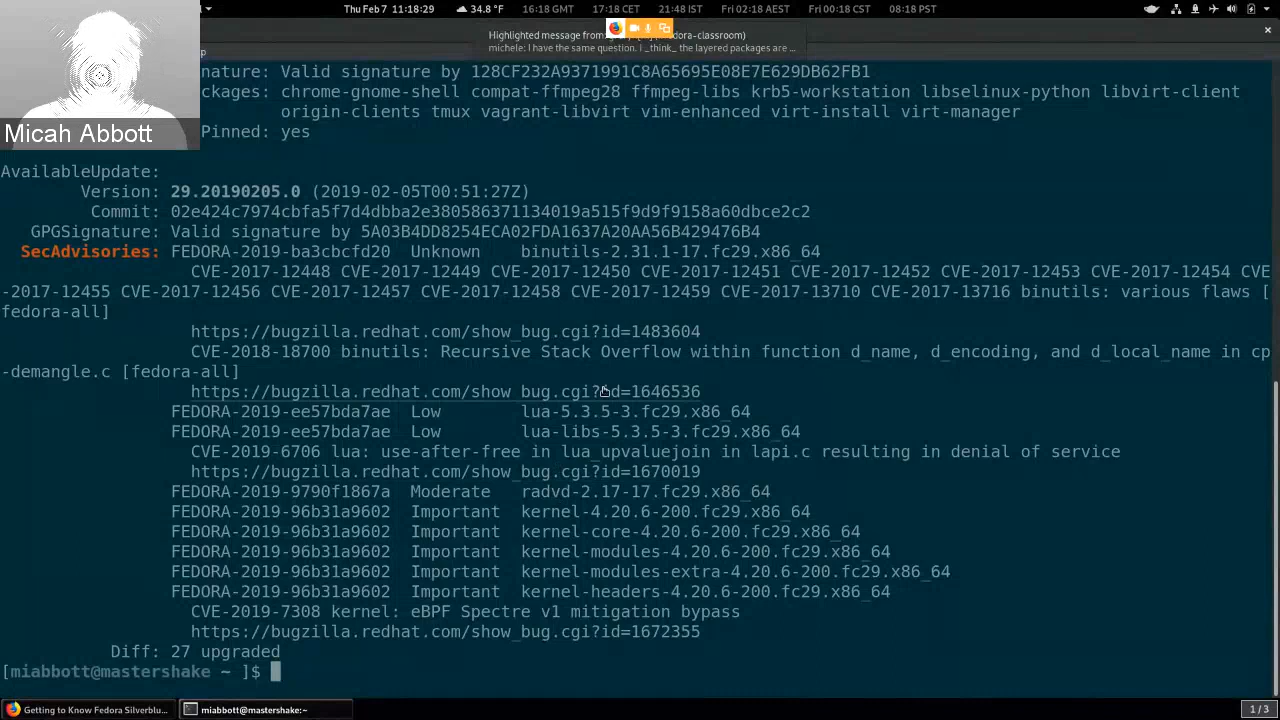 Thu Feb 7 11:18:29 34.8 °F 16:18 GMT 17:18 CET 21:48 IST Fri 02:18 AEST Fri 00:18 CST 08:18 PST
Highlighted message from
michele: I have the same question. I _think_ the layered packages are ...
Micah Abbott
nature: Valid signature by 128CF232A9371991C8A65695E08E7E629DB62FB1
ckages: chrome-gnome-shell compat-ffmpeg28 ffmpeg-libs krb5-workstation libselinux-python libvirt-client
origin-clients tmux vagrant-libvirt vim-enhanced virt-install virt-manager
Pinned: yes
AvailableUpdate:
Version: 29.20190205.0 (2019-02-05T00:51:27Z)
Commit: 02e424c7974cbfa5f7d4dbba2e380586371134019a515f9d9f9158a60dbce2c2
GPGSignature: Valid signature by 5A03B4DD8254ECA02FDA1637A20AA56B429476B4
SecAdvisories: FEDORA-2019-ba3cbcfd20 Unknown binutils-2.31.1-17.fc29.x86_64
CVE-2017-12448 CVE-2017-12449 CVE-2017-12450 CVE-2017-12451 CVE-2017-12452 CVE-2017-12453 CVE-2017-12454 CVE
-2017-12455 CVE-2017-12456 CVE-2017-12457 CVE-2017-12458 CVE-2017-12459 CVE-2017-13710 CVE-2017-13716 binutils: various flaws [
fedora-all]
https://bugzilla.redhat.com/show_bug.cgi?id=1483604
CVE-2018-18700 binutils: Recursive Stack Overflow within function d_name, d_encoding, and d_local_name in cp
-demangle.c [fedora-all]
https://bugzilla.redhat.com/show_bug.cgi?id=1646536
FEDORA-2019-ee57bda7ae Low lua-5.3.5-3.fc29.x86_64
FEDORA-2019-ee57bda7ae Low lua-libs-5.3.5-3.fc29.x86_64
CVE-2019-6706 lua: use-after-free in lua_upvaluejoin in lapi.c resulting in denial of service
https://bugzilla.redhat.com/show_bug.cgi?id=1670019
FEDORA-2019-9790f1867a Moderate radvd-2.17-17.fc29.x86_64
FEDORA-2019-96b31a9602 Important kernel-4.20.6-200.fc29.x86_64
FEDORA-2019-96b31a9602 Important kernel-core-4.20.6-200.fc29.x86_64
FEDORA-2019-96b31a9602 Important kernel-modules-4.20.6-200.fc29.x86_64
FEDORA-2019-96b31a9602 Important kernel-modules-extra-4.20.6-200.fc29.x86_64
FEDORA-2019-96b31a9602 Important kernel-headers-4.20.6-200.fc29.x86_64
CVE-2019-7308 kernel: eBPF Spectre v1 mitigation bypass
https://bugzilla.redhat.com/show_bug.cgi?id=1672355
Diff: 27 upgraded
[miabbott@mastershake ~ ]$
Getting to Know Fedora Silverblu... miabbott@mastershake:~ 1 / 3